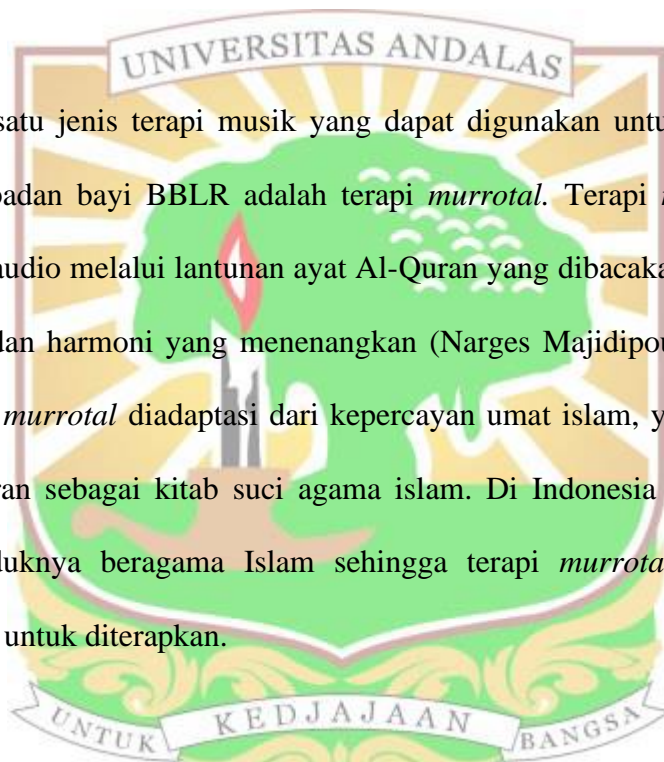 UNIVERSITAS ANDALAS
satu jenis terapi musik yang dapat digunakan untu
badan bayi BBLR adalah terapi murrotal. Terapi
audio melalui lantunan ayat Al-Quran yang dibacaka
dan harmoni yang menenangkan (Narges Majidipou
murrotal diadaptasi dari kepercayan umat islam, y
ran sebagai kitab suci agama islam. Di Indonesia
duknya beragama Islam sehingga terapi murrota
untuk diterapkan.
UNTUK KEDJAJAAN BANGSA